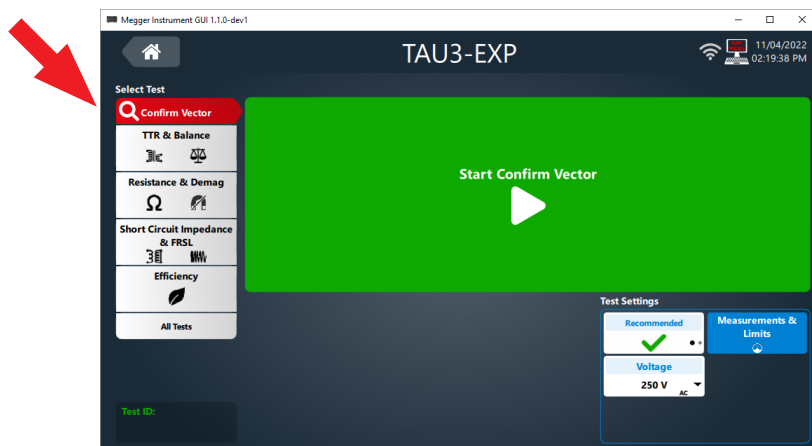 Megger Instrument GUI 1.1.0-dev1
TAU3-EXP
11/04/2022
02:19:38 PM
Select Test
Confirm Vector
TTR & Balance
Resistance & Demag
Ω
Short Circuit Impedance
& FRSL
Efficiency
All Tests
Test ID:
Start Confirm Vector
Test Settings
Recommended
Measurements &
Limits
Voltage
250 V
AC